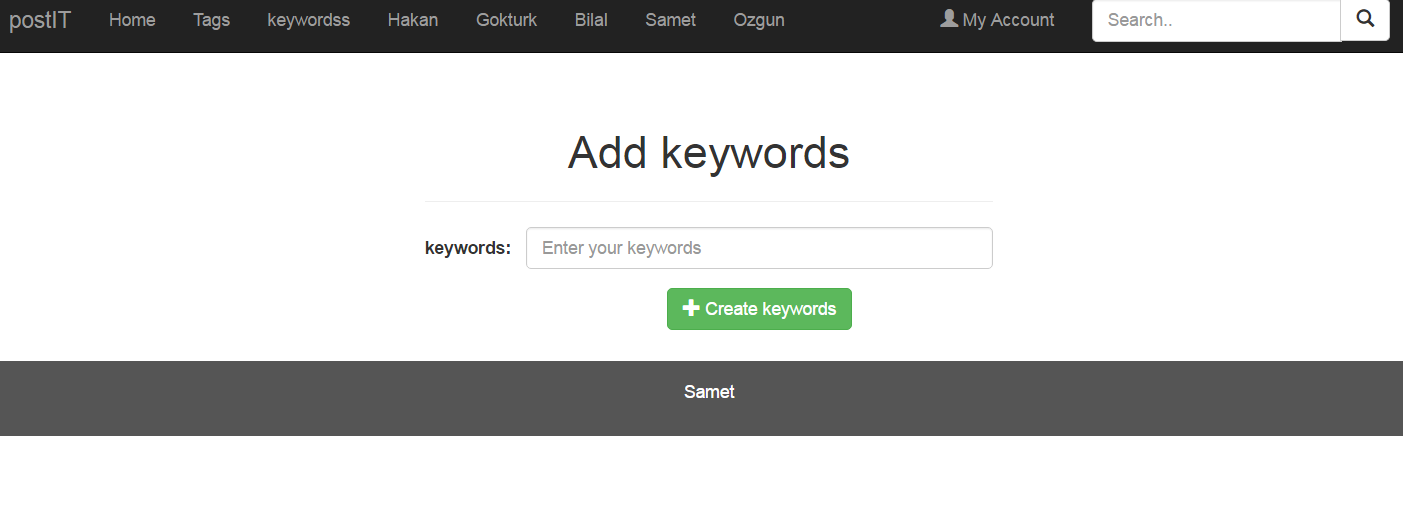 postIT Home Tags keywordss Hakan Gokturk Bilal Samet Ozgun My Account Search..
Add keywords
keywords: Enter your keywords
Create keywords
Samet